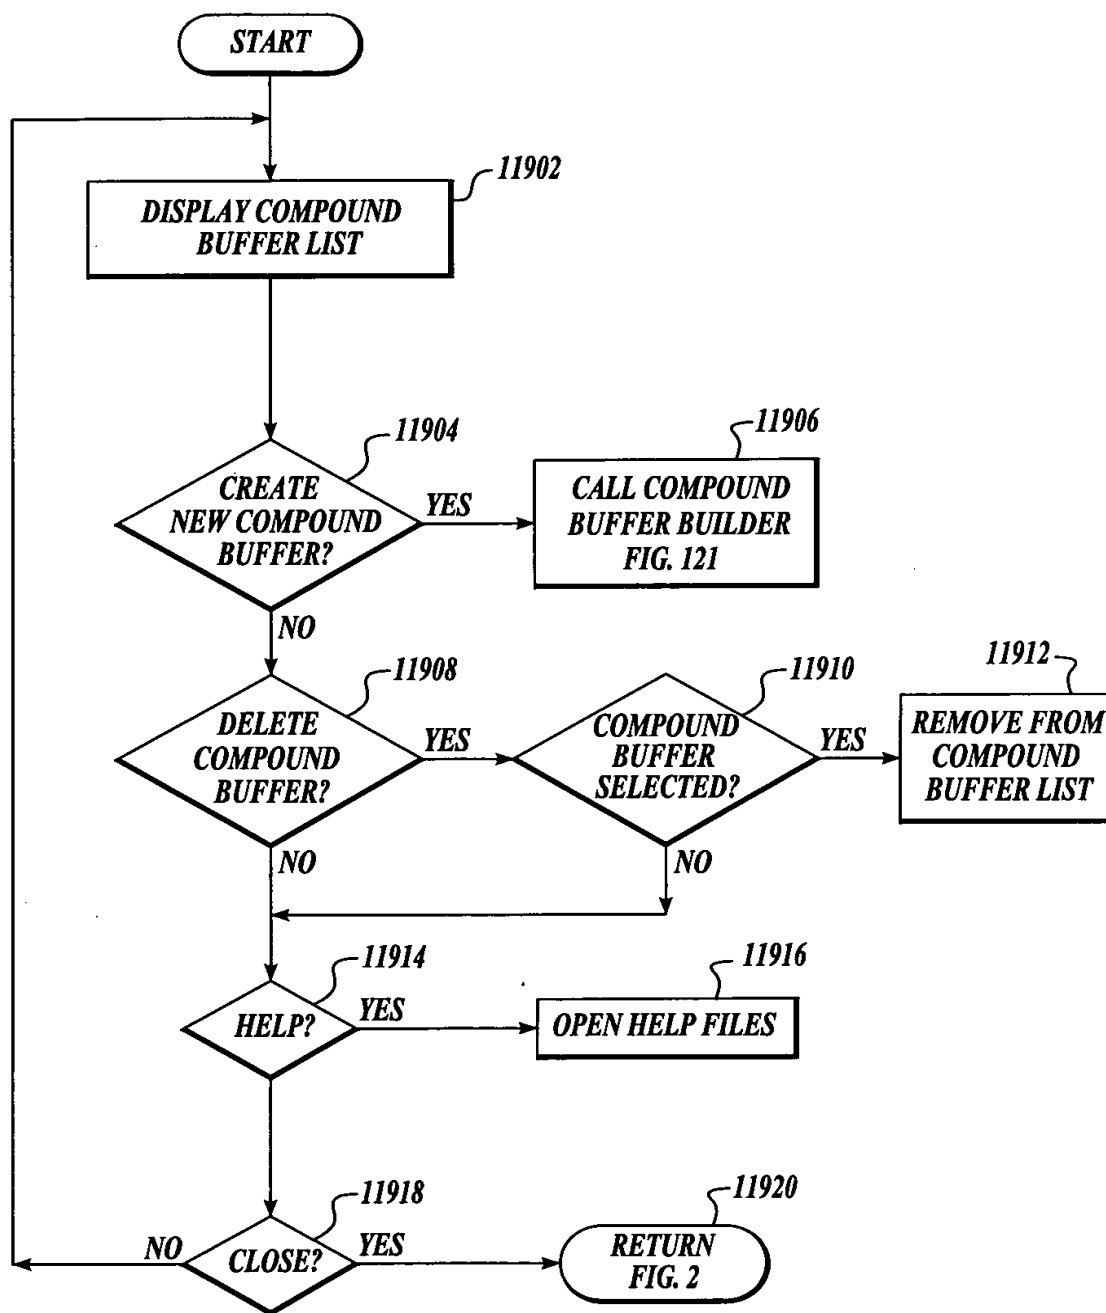 START
11902
DISPLAY COMPOUND
BUFFER LIST
11904
CREATE
NEW COMPOUND
BUFFER?
YES
11906
CALL COMPOUND
BUFFER BUILDER
FIG. 121
NO
11908
DELETE
COMPOUND
BUFFER?
YES
11910
COMPOUND
BUFFER
SELECTED?
YES
11912
REMOVE FROM
COMPOUND
BUFFER LIST
NO
NO
11914
HELP?
YES
11916
OPEN HELP FILES
11918
NO
CLOSE?
YES
11920
RETURN
FIG. 2